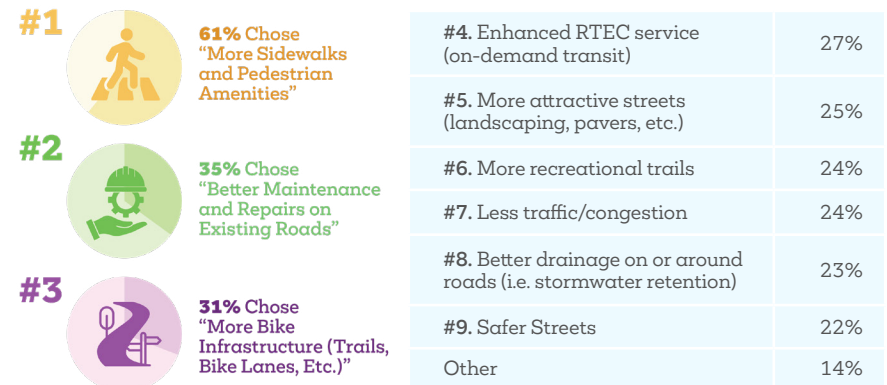 #1
61% Chose
“More Sidewalks
and Pedestrian
Amenities”
#2
35% Chose
“Better Maintenance
and Repairs on
Existing Roads”
#3
31% Chose
“More Bike
Infrastructure (Trails,
Bike Lanes, Etc.)”
#4. Enhanced RTEC service
(on-demand transit)
27%
#5. More attractive streets
(landscaping, pavers, etc.)
25%
#6. More recreational trails
24%
#7. Less traffic/congestion
24%
#8. Better drainage on or around
roads (i.e. stormwater retention)
23%
#9. Safer Streets
22%
Other
14%